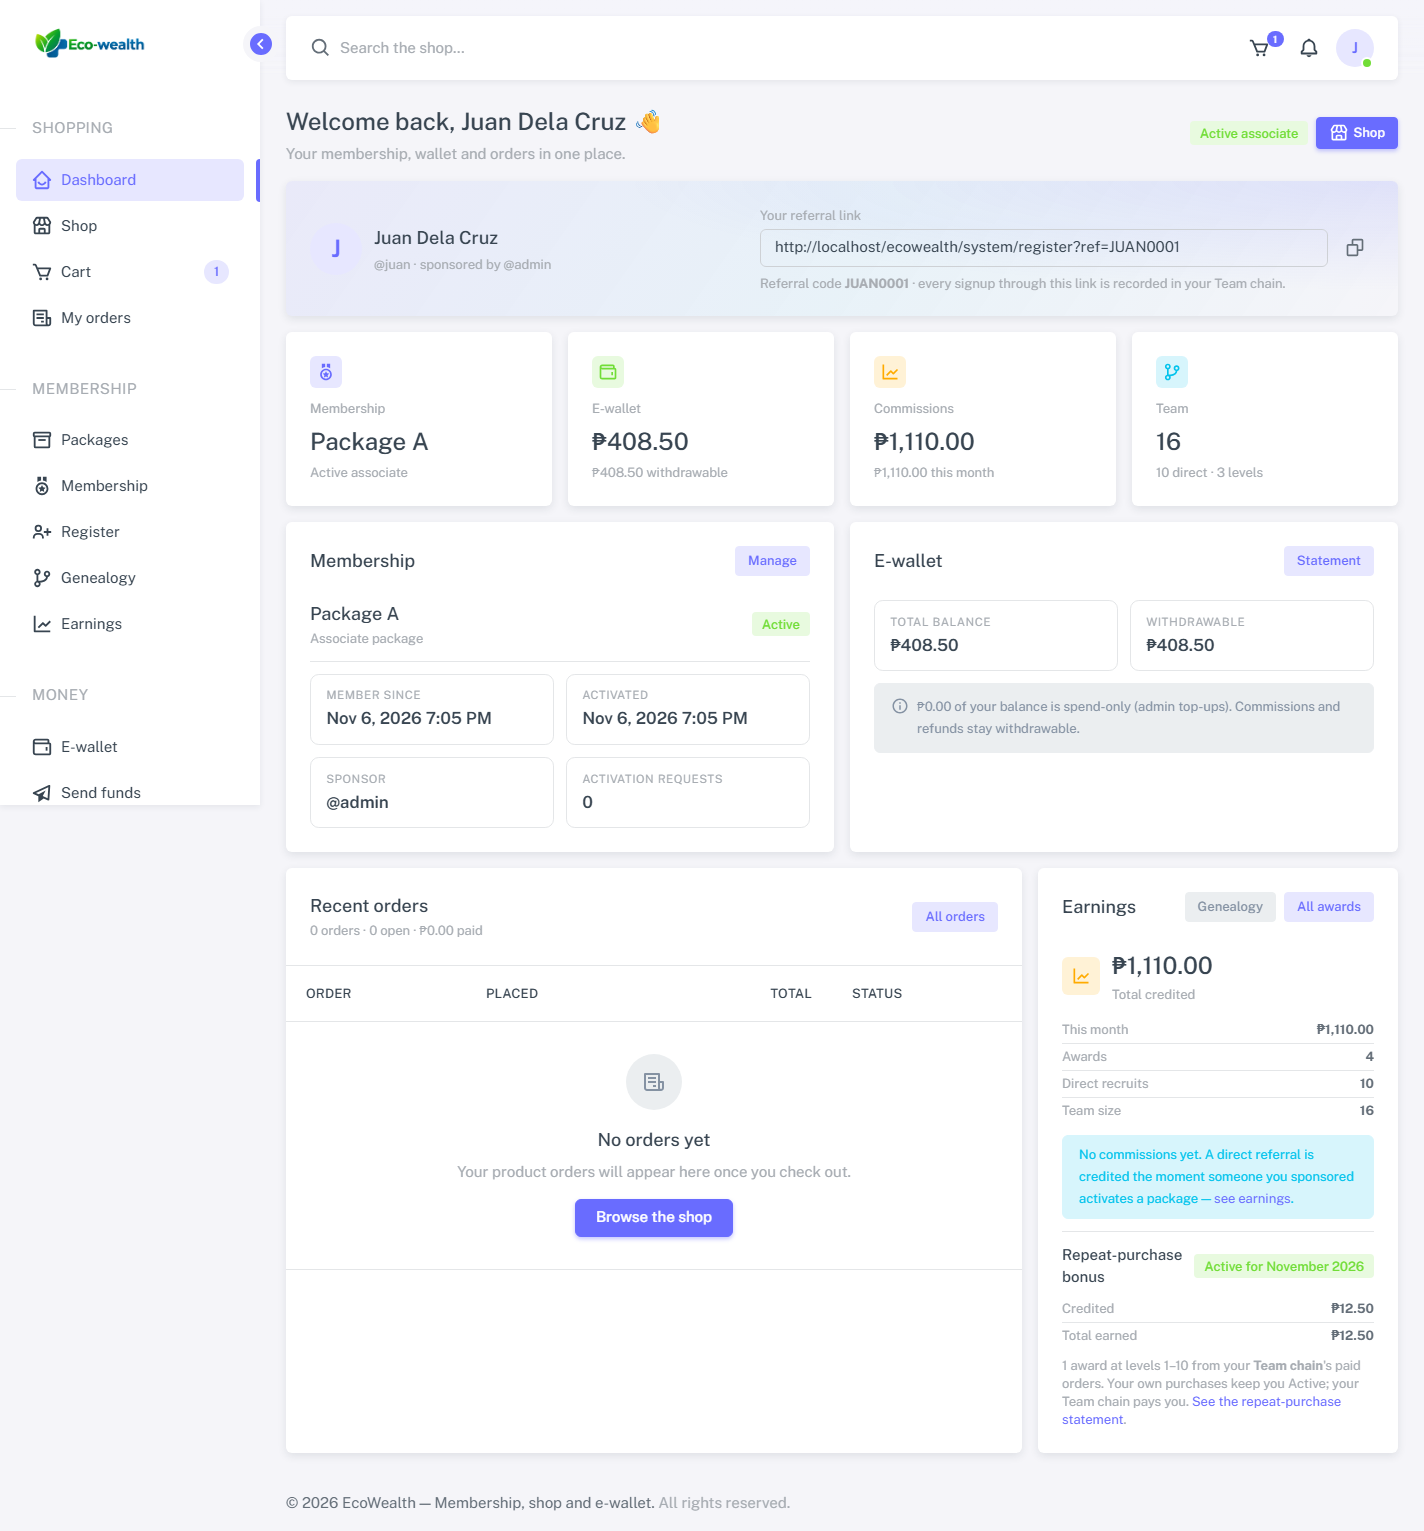 Eco-wealth
Search the shop...
1
J
SHOPPING
Dashboard
Shop
Cart
1
My orders
MEMBERSHIP
Packages
Membership
Register
Genealogy
Earnings
MONEY
E-wallet
Send funds
Welcome back, Juan Dela Cruz 👋
Your membership, wallet and orders in one place.
Active associate
Shop
J
Juan Dela Cruz
@juan · sponsored by @admin
Your referral link
http://localhost/ecowealth/system/register?ref=JUAN0001
Referral code JUAN0001 · every signup through this link is recorded in your Team chain.
Membership
Package A
Active associate
E-wallet
₱408.50
₱408.50 withdrawable
Commissions
₱1,110.00
₱1,110.00 this month
Team
16
10 direct · 3 levels
Membership
Manage
Package A
Associate package
Active
MEMBER SINCE
Nov 6, 2026 7:05 PM
ACTIVATED
Nov 6, 2026 7:05 PM
SPONSOR
@admin
ACTIVATION REQUESTS
0
E-wallet
Statement
TOTAL BALANCE
₱408.50
WITHDRAWABLE
₱408.50
₱0.00 of your balance is spend-only (admin top-ups). Commissions and
refunds stay withdrawable.
Recent orders
0 orders · 0 open · ₱0.00 paid
All orders
ORDER PLACED TOTAL STATUS
No orders yet
Your product orders will appear here once you check out.
Browse the shop
Earnings
Genealogy
All awards
₱1,110.00
Total credited
This month ₱1,110.00
Awards 4
Direct recruits 10
Team size 16
No commissions yet. A direct referral is
credited the moment someone you sponsored
activates a package — see earnings.
Repeat-purchase
bonus
Active for November 2026
Credited ₱12.50
Total earned ₱12.50
1 award at levels 1–10 from your Team chain's paid
orders. Your own purchases keep you Active; your
Team chain pays you. See the repeat-purchase
statement.
© 2026 EcoWealth — Membership, shop and e-wallet. All rights reserved.